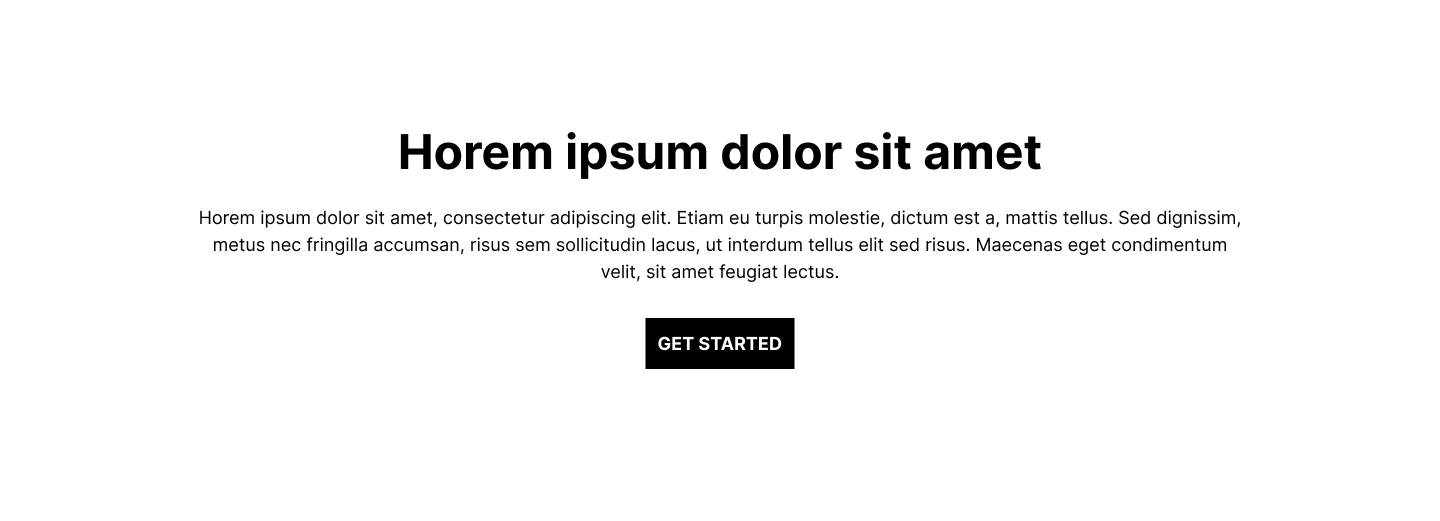 Horem ipsum dolor sit amet
Horem ipsum dolor sit amet, consectetur adipiscing elit. Etiam eu turpis molestie, dictum est a, mattis tellus. Sed dignissim,
metus nec fringilla accumsan, risus sem sollicitudin lacus, ut interdum tellus elit sed risus. Maecenas eget condimentum
velit, sit amet feugiat lectus.
GET STARTED